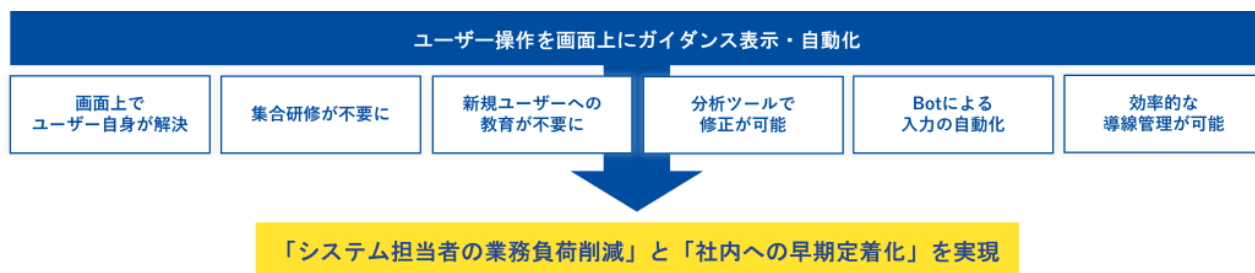 ユーザー操作を画面上にガイダンス表示・自動化
画面上で
ユーザー自身が解決
集合研修が不要に
新規ユーザーへの
教育が不要に
分析ツールで
修正が可能
Botによる
入力の自動化
効率的な
導線管理が可能
「システム担当者の業務負荷削減」と「社内への早期定着化」を実現